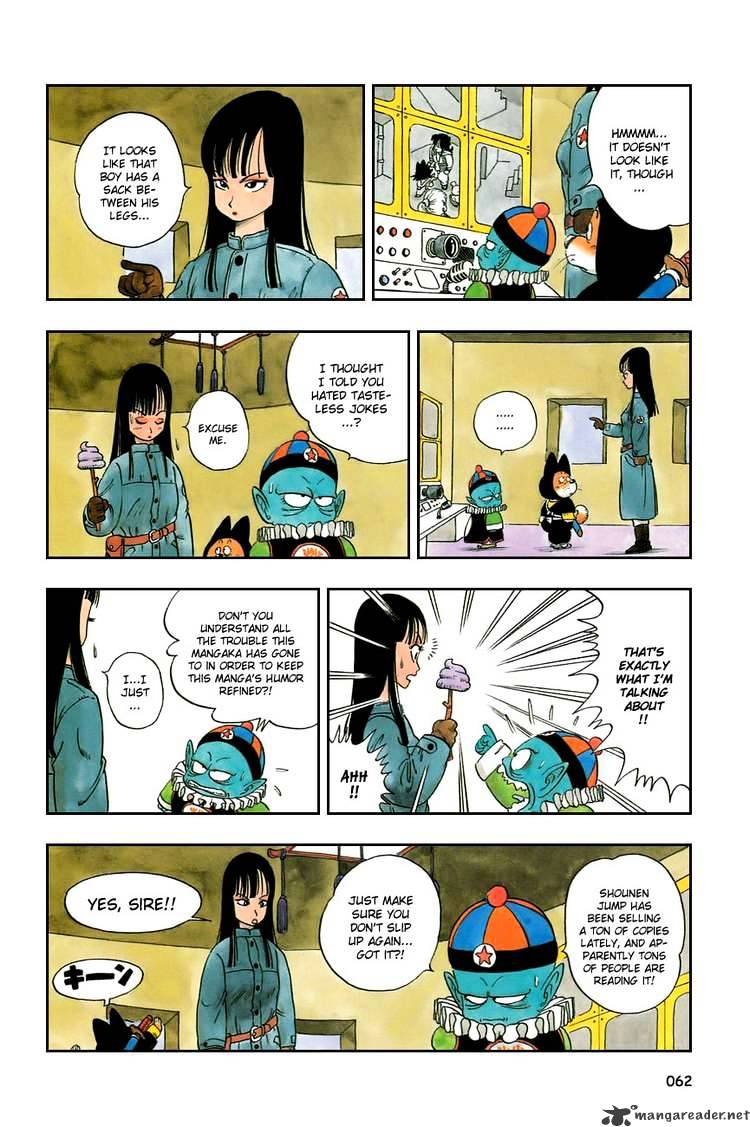 HMMMM...
IT DOESN'T
LOOK LIKE
IT, THOUGH
...
IT LOOKS
LIKE THAT
BOY HAS A
SACK BE-
TWEEN HIS
LEGS...
.....
.....
I THOUGHT
I TOLD YOU
HATED TASTE-
LESS JOKES
...?
EXCUSE
ME.
THAT'S
EXACTLY
WHAT I'M
TALKING
ABOUT
!!
AHH
!!
DON'T YOU
UNDERSTAND ALL
THE TROUBLE THIS
MANGAKA HAS GONE
TO IN ORDER TO KEEP
THIS MANGA'S HUMOR
REFINED?!
I...I
JUST
...
SHOUNEN
JUMP HAS
BEEN SELLING
A TON OF COPIES
LATELY, AND AP-
PARENTLY TONS
OF PEOPLE ARE
READING IT!
JUST MAKE
SURE YOU
DON'T SLIP
UP AGAIN...
GOT IT?!
YES, SIRE!!
キーン
062
mangareader.net